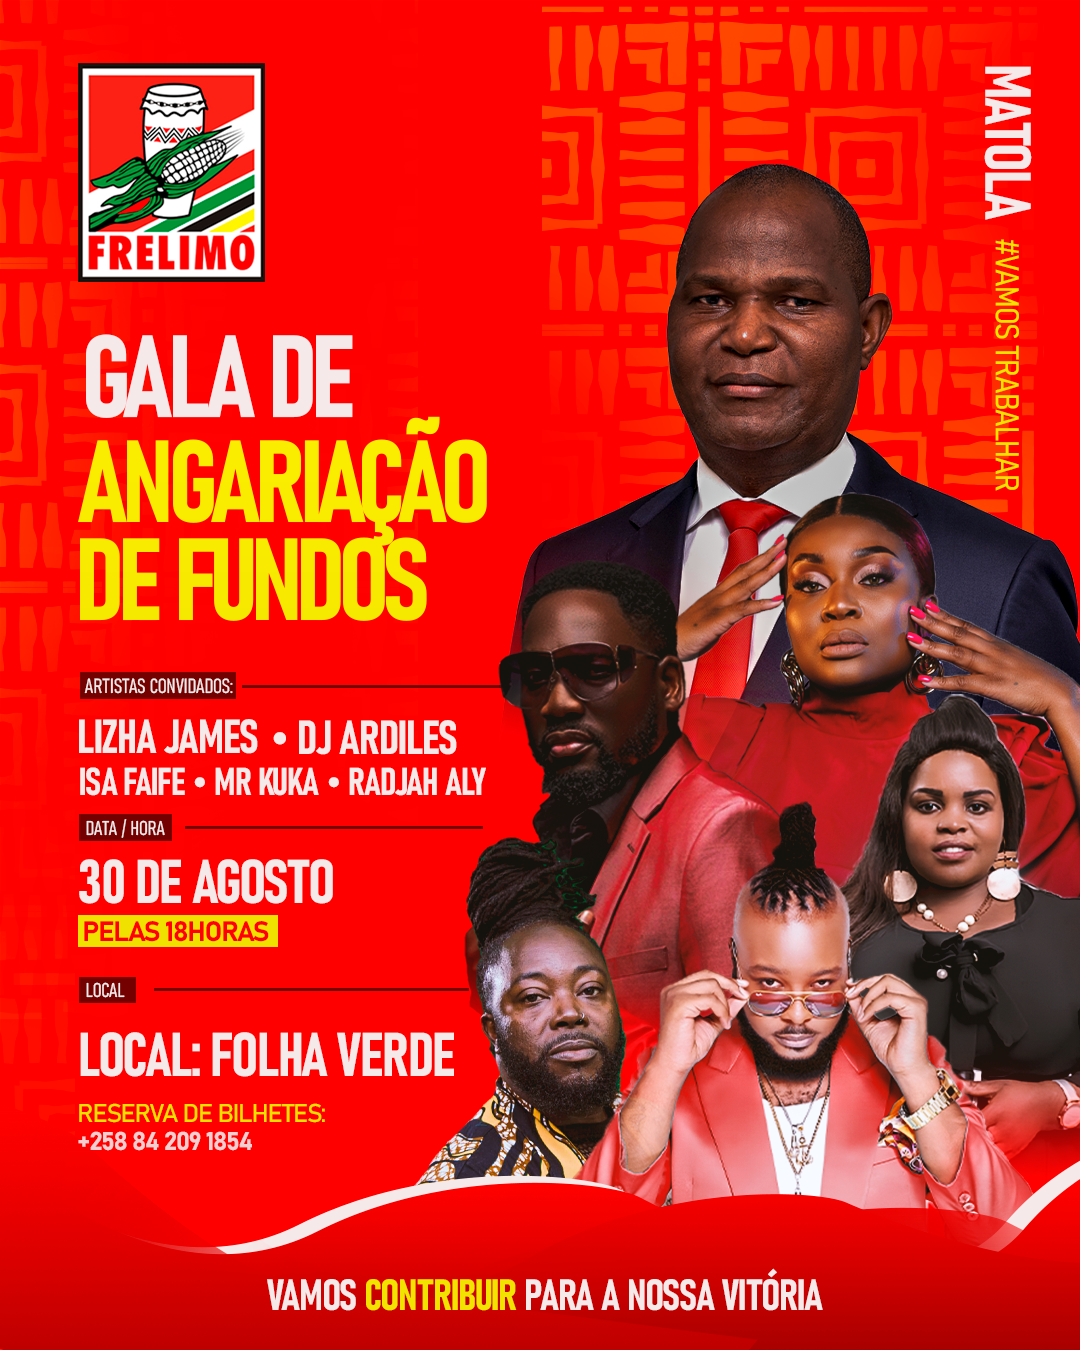 FRELIMO
MATOLA #VAMOS TRABALHAR
GALA DE
ANGARIAÇÃO
DE FUNDOS
ARTISTAS CONVIDADOS:
LIZHA JAMES • DJ ARDILES
ISA FAIFE • MR KUKA • RADJAH ALY
DATA / HORA
30 DE AGOSTO
PELAS 18HORAS
LOCAL
LOCAL: FOLHA VERDE
RESERVA DE BILHETES:
+258 84 209 1854
VAMOS CONTRIBUIR PARA A NOSSA VITÓRIA